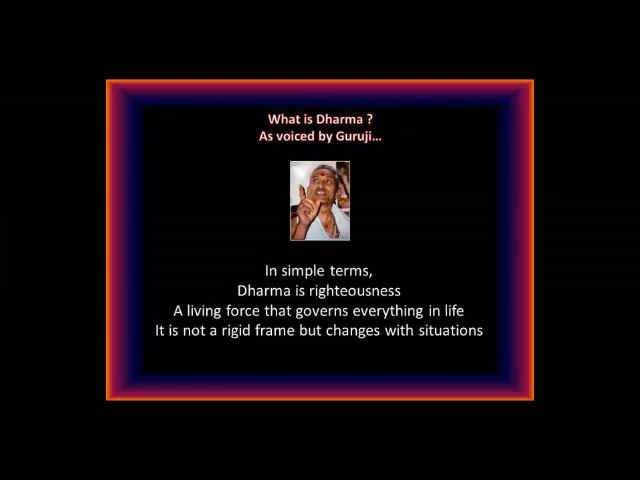 What is Dharma ?
As voiced by Guruji...
In simple terms,
Dharma is righteousness
A living force that governs everything in life
It is not a rigid frame but changes with situations